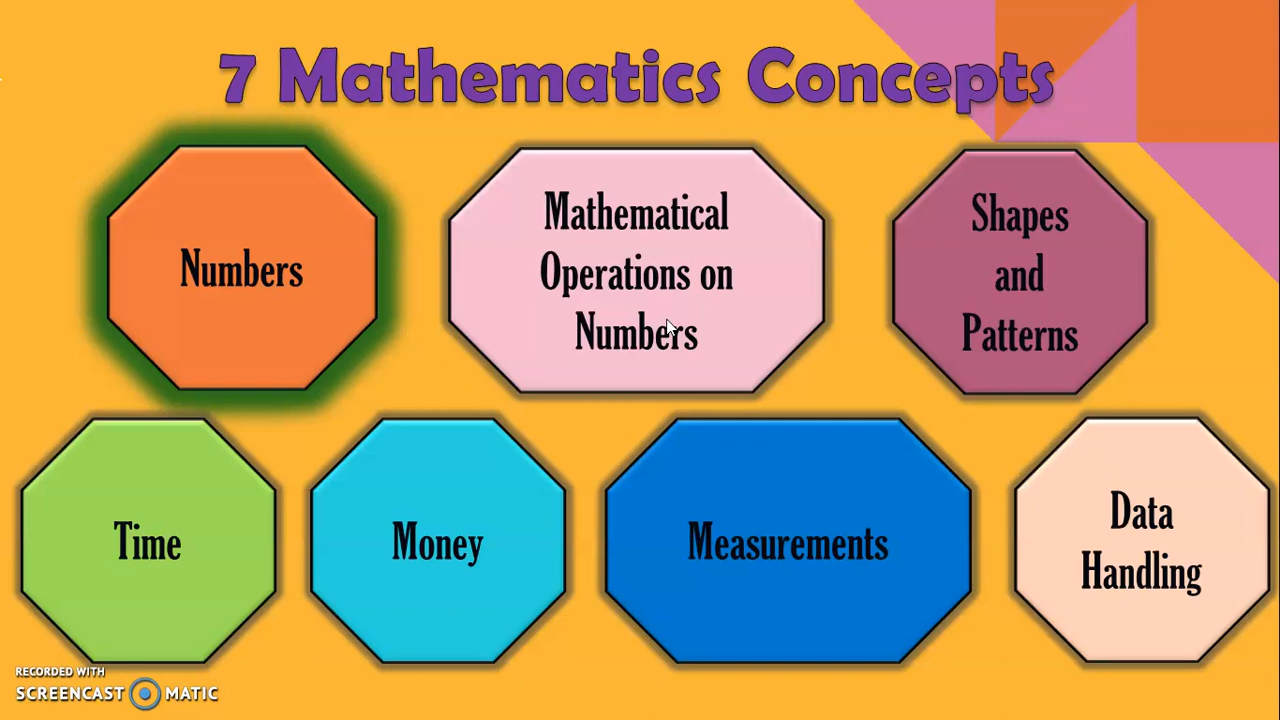 7 Mathematics Concepts
Numbers
Mathematical
Operations on
Numbers
Shapes
and
Patterns
Time
Money
Measurements
Data
Handling
RECORDED WITH
SCREENCAST MATIC